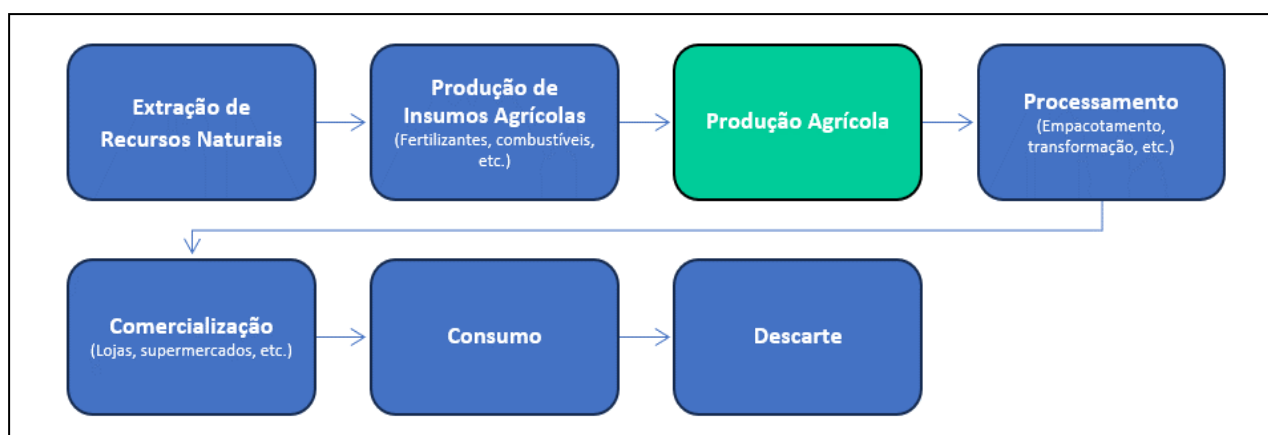 Extração de
Recursos Naturais
Produção de
Insumos Agrícolas
(Fertilizantes, combustíveis,
etc.)
Produção Agrícola
Processamento
(Empacotamento,
transformação, etc.)
Comercialização
(Lojas, supermercados, etc.)
Consumo
Descarte